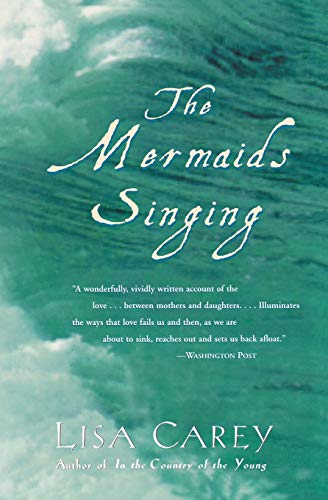 The
Mermaids
Singing
"A wonderfully, vividly written account of the
love . . . between mothers and daughters. . . . Illuminates
the ways that love fails us and then, as we are
about to sink, reaches out and sets us back afloat."
—WASHINGTON POST
LISA CAREY
Author of In the Country of the Young